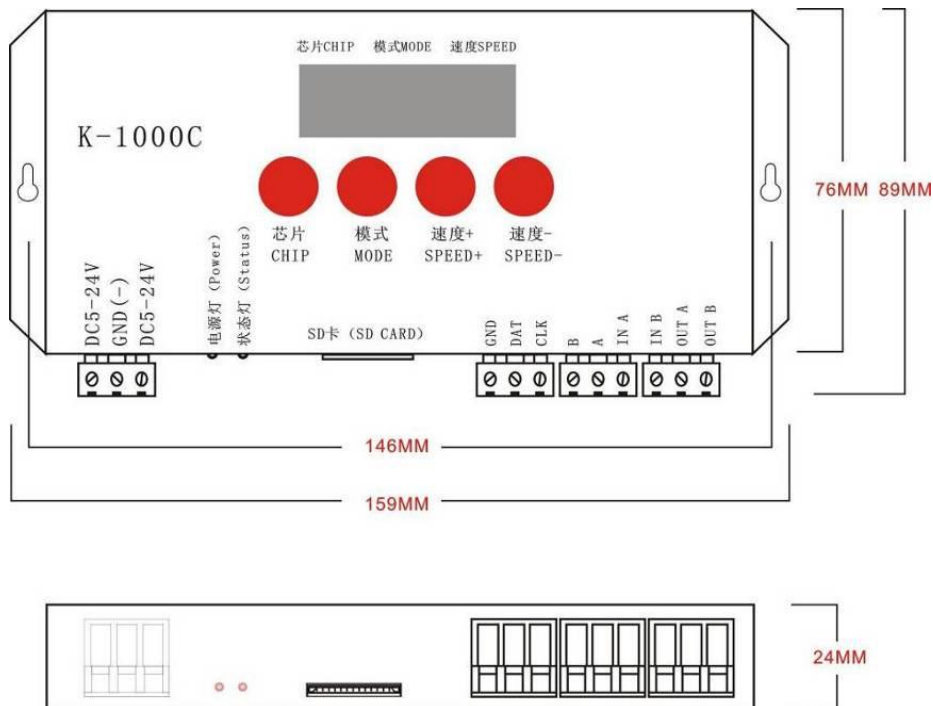 芯片CHIP 模式MODE 速度SPEED
K-1000C
芯片
CHIP
模式
MODE
速度+
SPEED+
速度-
SPEED-
76MM
89MM
DC5-24V
GND(-)
DC5-24V
电源灯(Power)
状态灯(Status)
SD卡 (SD CARD)
GND
DAT
CLK
B
A
IN A
IN B
OUT A
OUT B
146MM
159MM
24MM